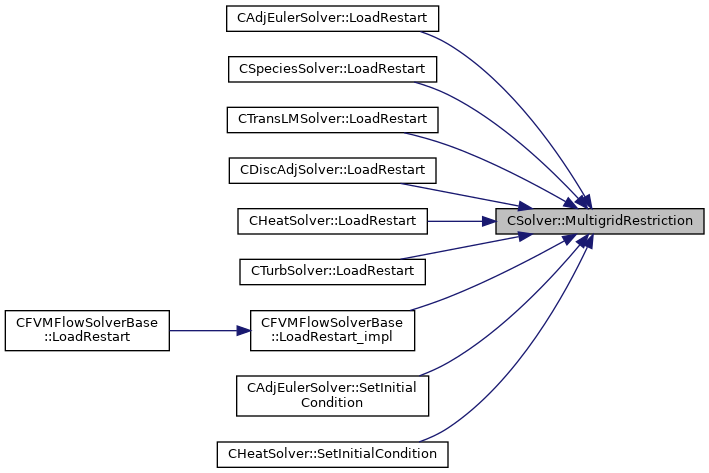 CAdjEulerSolver::LoadRestart
CSpeciesSolver::LoadRestart
CTransLMSolver::LoadRestart
CDiscAdjSolver::LoadRestart
CSolver::MultigridRestriction
CHeatSolver::LoadRestart
CTurbSolver::LoadRestart
CFVMFlowSolverBase
::LoadRestart
CFVMFlowSolverBase
::LoadRestart_impl
CAdjEulerSolver::SetInitial
Condition
CHeatSolver::SetInitialCondition